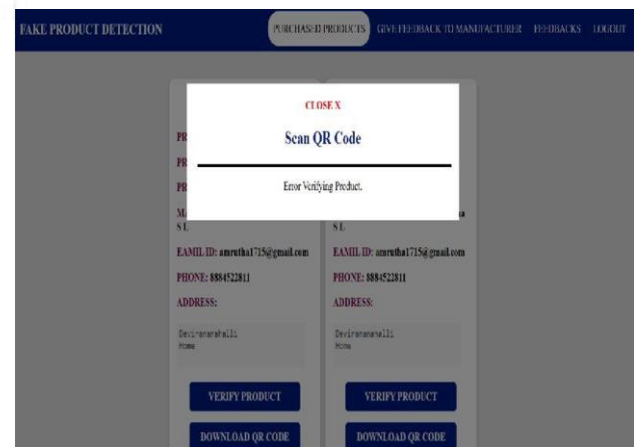 FAKE PRODUCT DETECTION
PURCHASED PRODUCTS GIVE FEEDBACK TO MANUFACTURER FEEDBACKS LOGOUT
CLOSE X
Scan QR Code
Error Verifying Product.
PR
PR
PR
MA
S L
EAMIL ID: amrutha1715@gmail.com
PHONE: 8884522811
ADDRESS:
Home
VERIFY PRODUCT
DOWNLOAD QR CODE
a
S L
EAMIL ID: amrutha1715@gmail.com
PHONE: 8884522811
ADDRESS:
Home
VERIFY PRODUCT
DOWNLOAD QR CODE